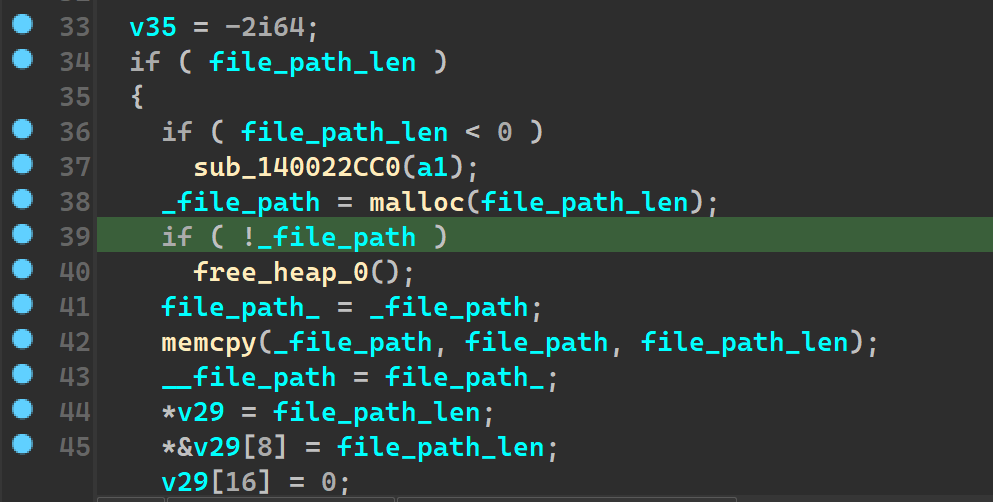 33 v35 = -2i64;
34 if ( file_path_len )
35 {
36 if ( file_path_len < 0 )
37 sub_140022CC0(a1);
38 _file_path = malloc(file_path_len);
39 if ( !_file_path )
40 free_heap_0();
41 file_path_ = _file_path;
42 memcpy(_file_path, file_path, file_path_len);
43 __file_path = file_path_;
44 *v29 = file_path_len;
45 *&v29[8] = file_path_len;
v29[16] = 0;